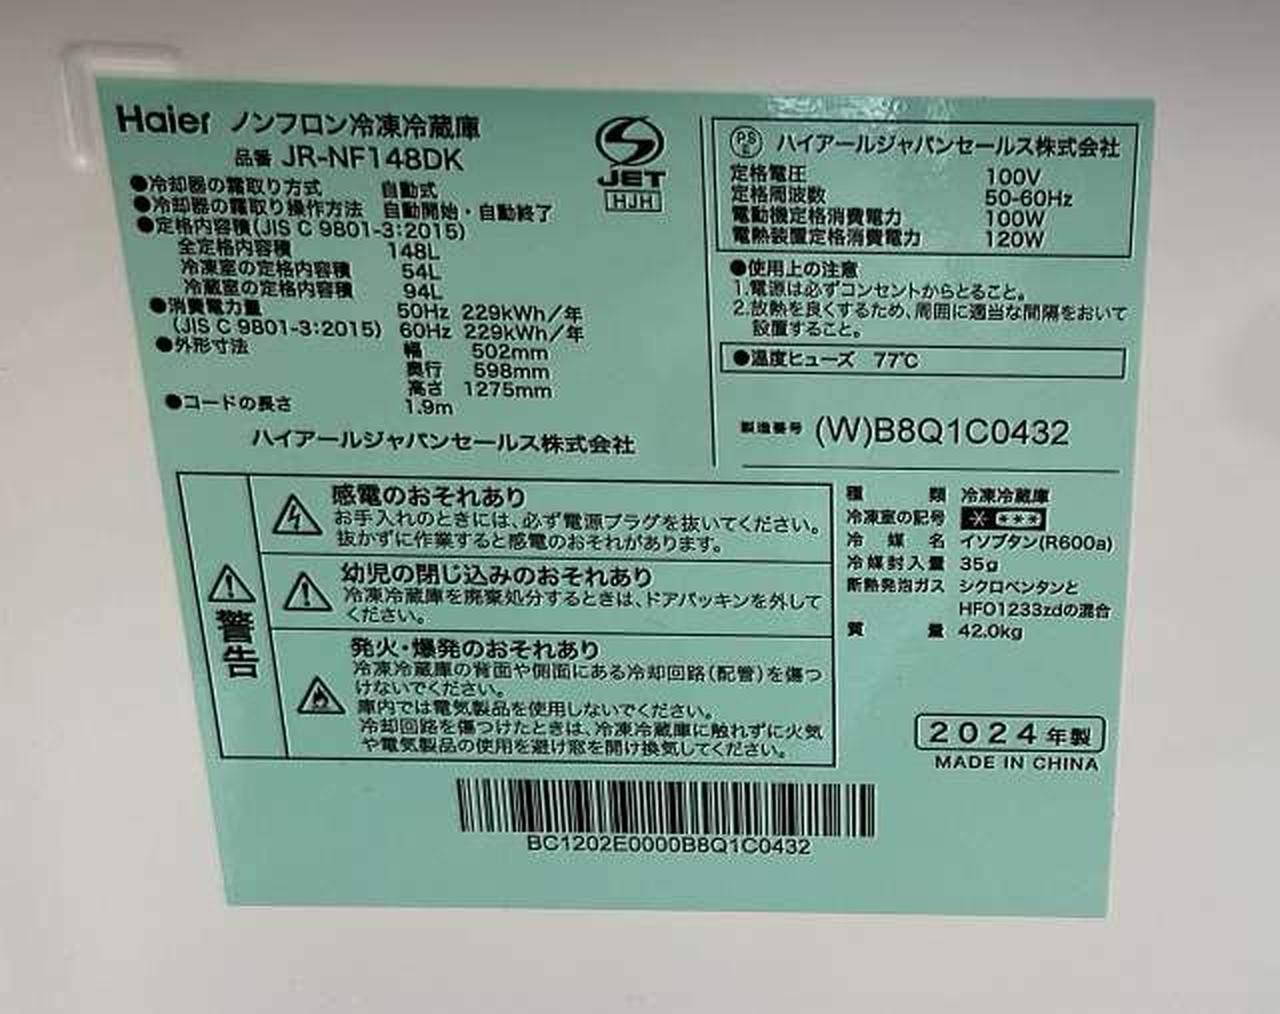 Haier ノンフロン冷凍冷蔵庫
品番 JR-NF148DK
●冷却器の霜取り方式 自動式
●冷却器の霜取り操作方法 自動開始・自動終了
●定格内容積(JIS C 9801-3:2015)
全定格内容積 148L
冷凍室の定格内容積 54L
冷蔵室の定格内容積 94L
●消費電力量 50Hz 229kWh/年
(JIS C 9801-3:2015) 60Hz 229kWh/年
●外形寸法 幅 502mm
奥行 598mm
高さ 1275mm
●コードの長さ 1.9m
ハイアールジャパンセールス株式会社
JET
HJH
PS E ハイアールジャパンセールス株式会社
定格電圧 100V
定格周波数 50-60Hz
電動機定格消費電力 100W
電熱装置定格消費電力 120W
●使用上の注意
1.電源は必ずコンセントからとること。
2.放熱を良くするため、周囲に適当な間隔をおいて
設置すること。
●温度ヒューズ 77℃
製造番号 (W)B8Q1C0432
警告
感電のおそれあり
お手入れのときには、必ず電源プラグを抜いてください。
抜かずに作業すると感電のおそれがあります。
幼児の閉じ込みのおそれあり
冷凍冷蔵庫を廃棄処分するときは、ドアパッキンを外して
ください。
発火・爆発のおそれあり
冷凍冷蔵庫の背面や側面にある冷却回路(配管)を傷つ
けないでください。
庫内では電気製品を使用しないでください。
冷却回路を傷つけたときは、冷凍冷蔵庫に触れずに火気
や電気製品の使用を避け窓を開け換気してください。
種類 冷凍冷蔵庫
冷凍室の記号 * ***
冷媒名 イソブタン(R600a)
冷媒封入量 35g
断熱発泡ガス シクロペンタンと
HFO1233zdの混合
質量 42.0kg
2024年製
MADE IN CHINA
BC1202E0000B8Q1C0432